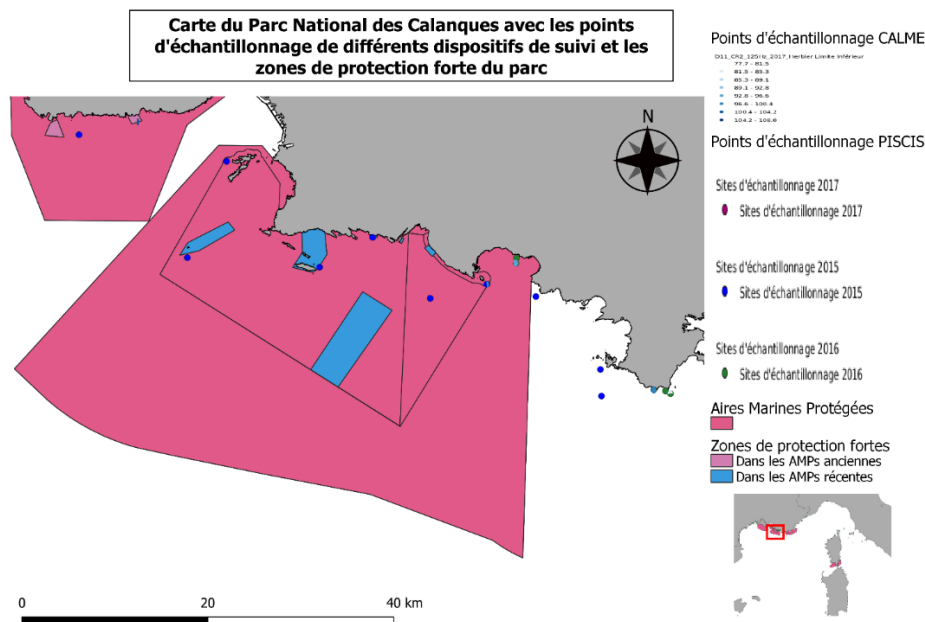 Carte du Parc National des Calanques avec les points
d'échantillonnage de différents dispositifs de suivi et les
zones de protection forte du parc
N
Points d'échantillonnage CALME
D11_CR2_125Hz_2017_Herbier Limite Inférieur
77.7 - 81.5
81.5 - 85.3
85.3 - 89.1
89.1 - 92.8
92.8 - 96.6
96.6 - 100.4
100.4 - 104.2
104.2 - 108.0
Points d'échantillonnage PISCIS
Sites d'échantillonnage 2017
Sites d'échantillonnage 2017
Sites d'échantillonnage 2015
Sites d'échantillonnage 2015
Sites d'échantillonnage 2016
Sites d'échantillonnage 2016
Aires Marines Protégées
Zones de protection fortes
Dans les AMPs anciennes
Dans les AMPs récentes
0 20 40 km